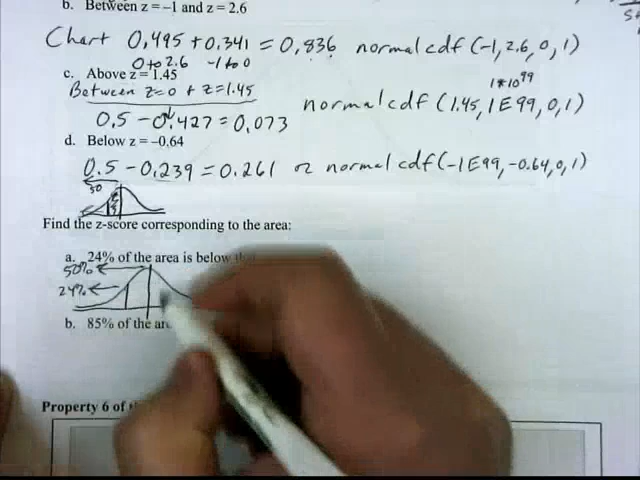 b. Between z = –1 and z = 2.6
Chart 0.495 + 0.341 = 0.836 normalcdf(-1, 2.6, 0, 1)
0 to 2.6 -1 to 0
c. Above z = 1.45
Between z=0 + z=1.45
1*10^99
normalcdf(1.45, 1E99, 0, 1)
0.5 - 0.427 = 0.073
d. Below z = -0.64
0.5 - 0.239 = 0.261 or normalcdf(-1E99, -0.64, 0, 1)
50
Find the z-score corresponding to the area:
a. 24% of the area is below
50%
24%
b. 85% of the
Property 6 of